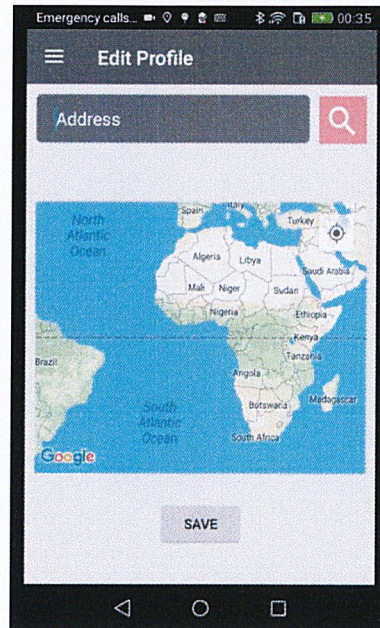 Emergency calls... 00:35
Edit Profile
Address
North
Atlantic
Ocean
Spain
Italy
Turkey
Algeria
Libya
Saudi Arabia
Mali
Niger
Sudan
Nigeria
Ethiopia
Kenya
Brazil
Tanzania
Angola
South
Atlantic
Ocean
Botswana
Madagascar
South Africa
Google
SAVE